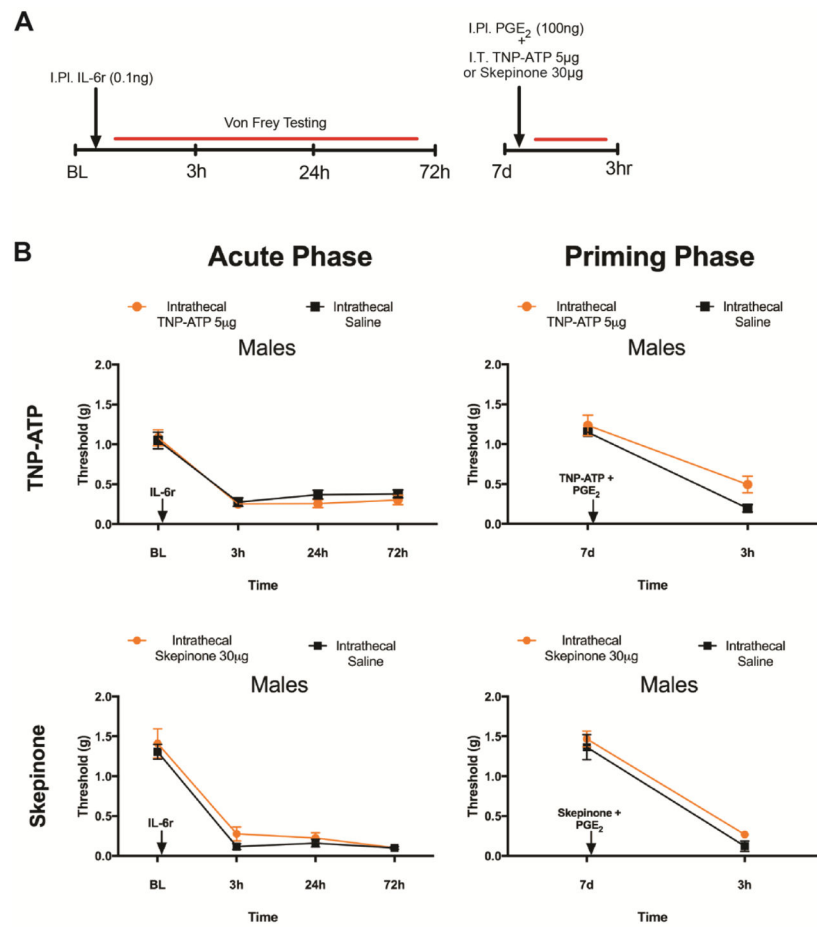 A
I.Pl. IL-6r (0.1ng)
I.Pl. PGE2 (100ng)
+
I.T. TNP-ATP 5μg
or Skepinone 30μg
Von Frey Testing
BL
3h
24h
72h
7d
3hr
B
Acute Phase
Priming Phase
Intrathecal
TNP-ATP 5μg
Intrathecal
Saline
Intrathecal
TNP-ATP 5μg
Intrathecal
Saline
TNP-ATP
Males
Threshold (g)
2.0
1.5
1.0
0.5
0.0
IL-6r
BL
3h
24h
72h
Time
Males
Threshold (g)
2.0
1.5
1.0
0.5
0.0
TNP-ATP +
PGE2
7d
3h
Time
Intrathecal
Skepinone 30μg
Intrathecal
Saline
Intrathecal
Skepinone 30μg
Intrathecal
Saline
Skepinone
Males
Threshold (g)
2.0
1.5
1.0
0.5
0.0
IL-6r
BL
3h
24h
72h
Time
Males
Threshold (g)
2.0
1.5
1.0
0.5
0.0
Skepinone +
PGE2
7d
3h
Time